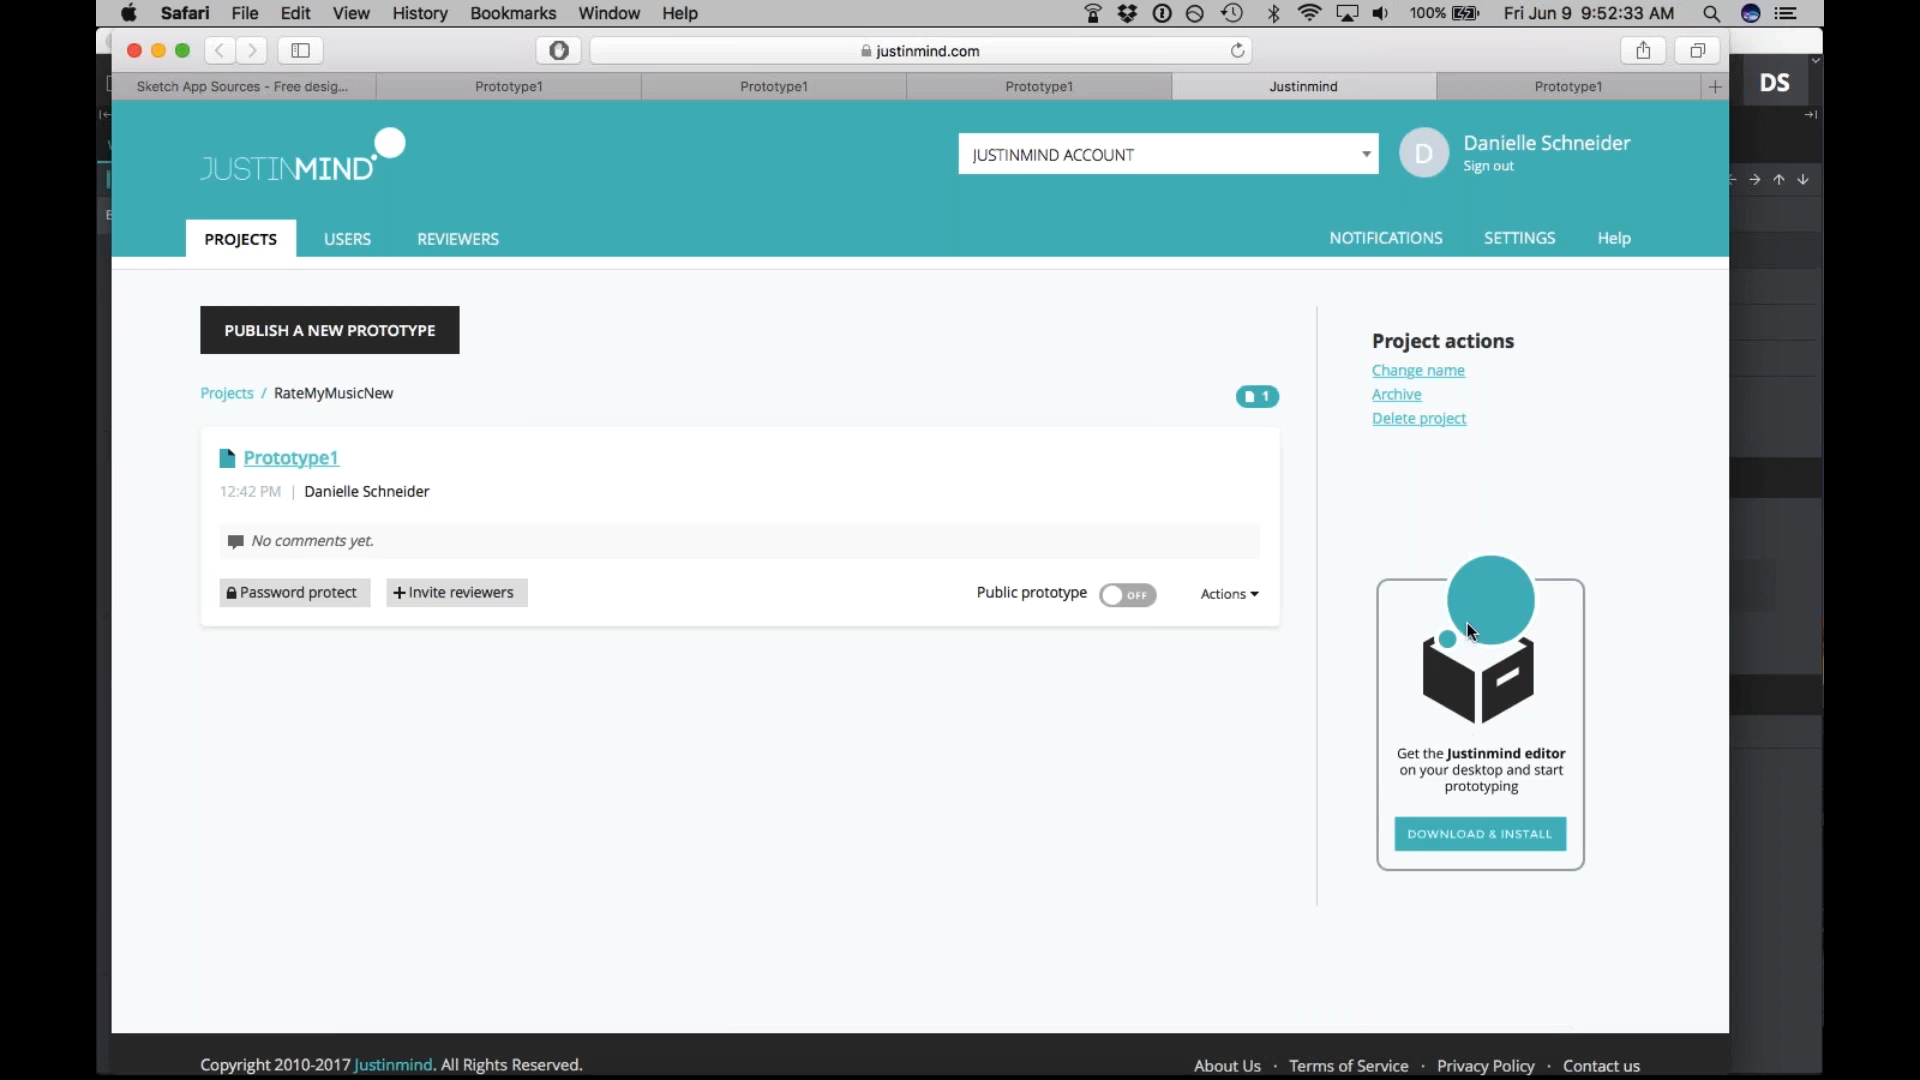 Safari File Edit View History Bookmarks Window Help 100% Fri Jun 9 9:52:33 AM
justinmind.com
Sketch App Sources - Free desig... Prototype1 Prototype1 Prototype1 Justinmind Prototype1
DS
JUSTINMIND
JUSTINMIND ACCOUNT
D
Danielle Schneider
Sign out
PROJECTS USERS REVIEWERS NOTIFICATIONS SETTINGS Help
PUBLISH A NEW PROTOTYPE
Projects / RateMyMusicNew 1
Prototype1
12:42 PM | Danielle Schneider
No comments yet.
Password protect + Invite reviewers Public prototype OFF Actions
Project actions
Change name
Archive
Delete project
Get the Justinmind editor
on your desktop and start
prototyping
DOWNLOAD & INSTALL
Copyright 2010-2017 Justinmind. All Rights Reserved. About Us · Terms of Service · Privacy Policy · Contact us